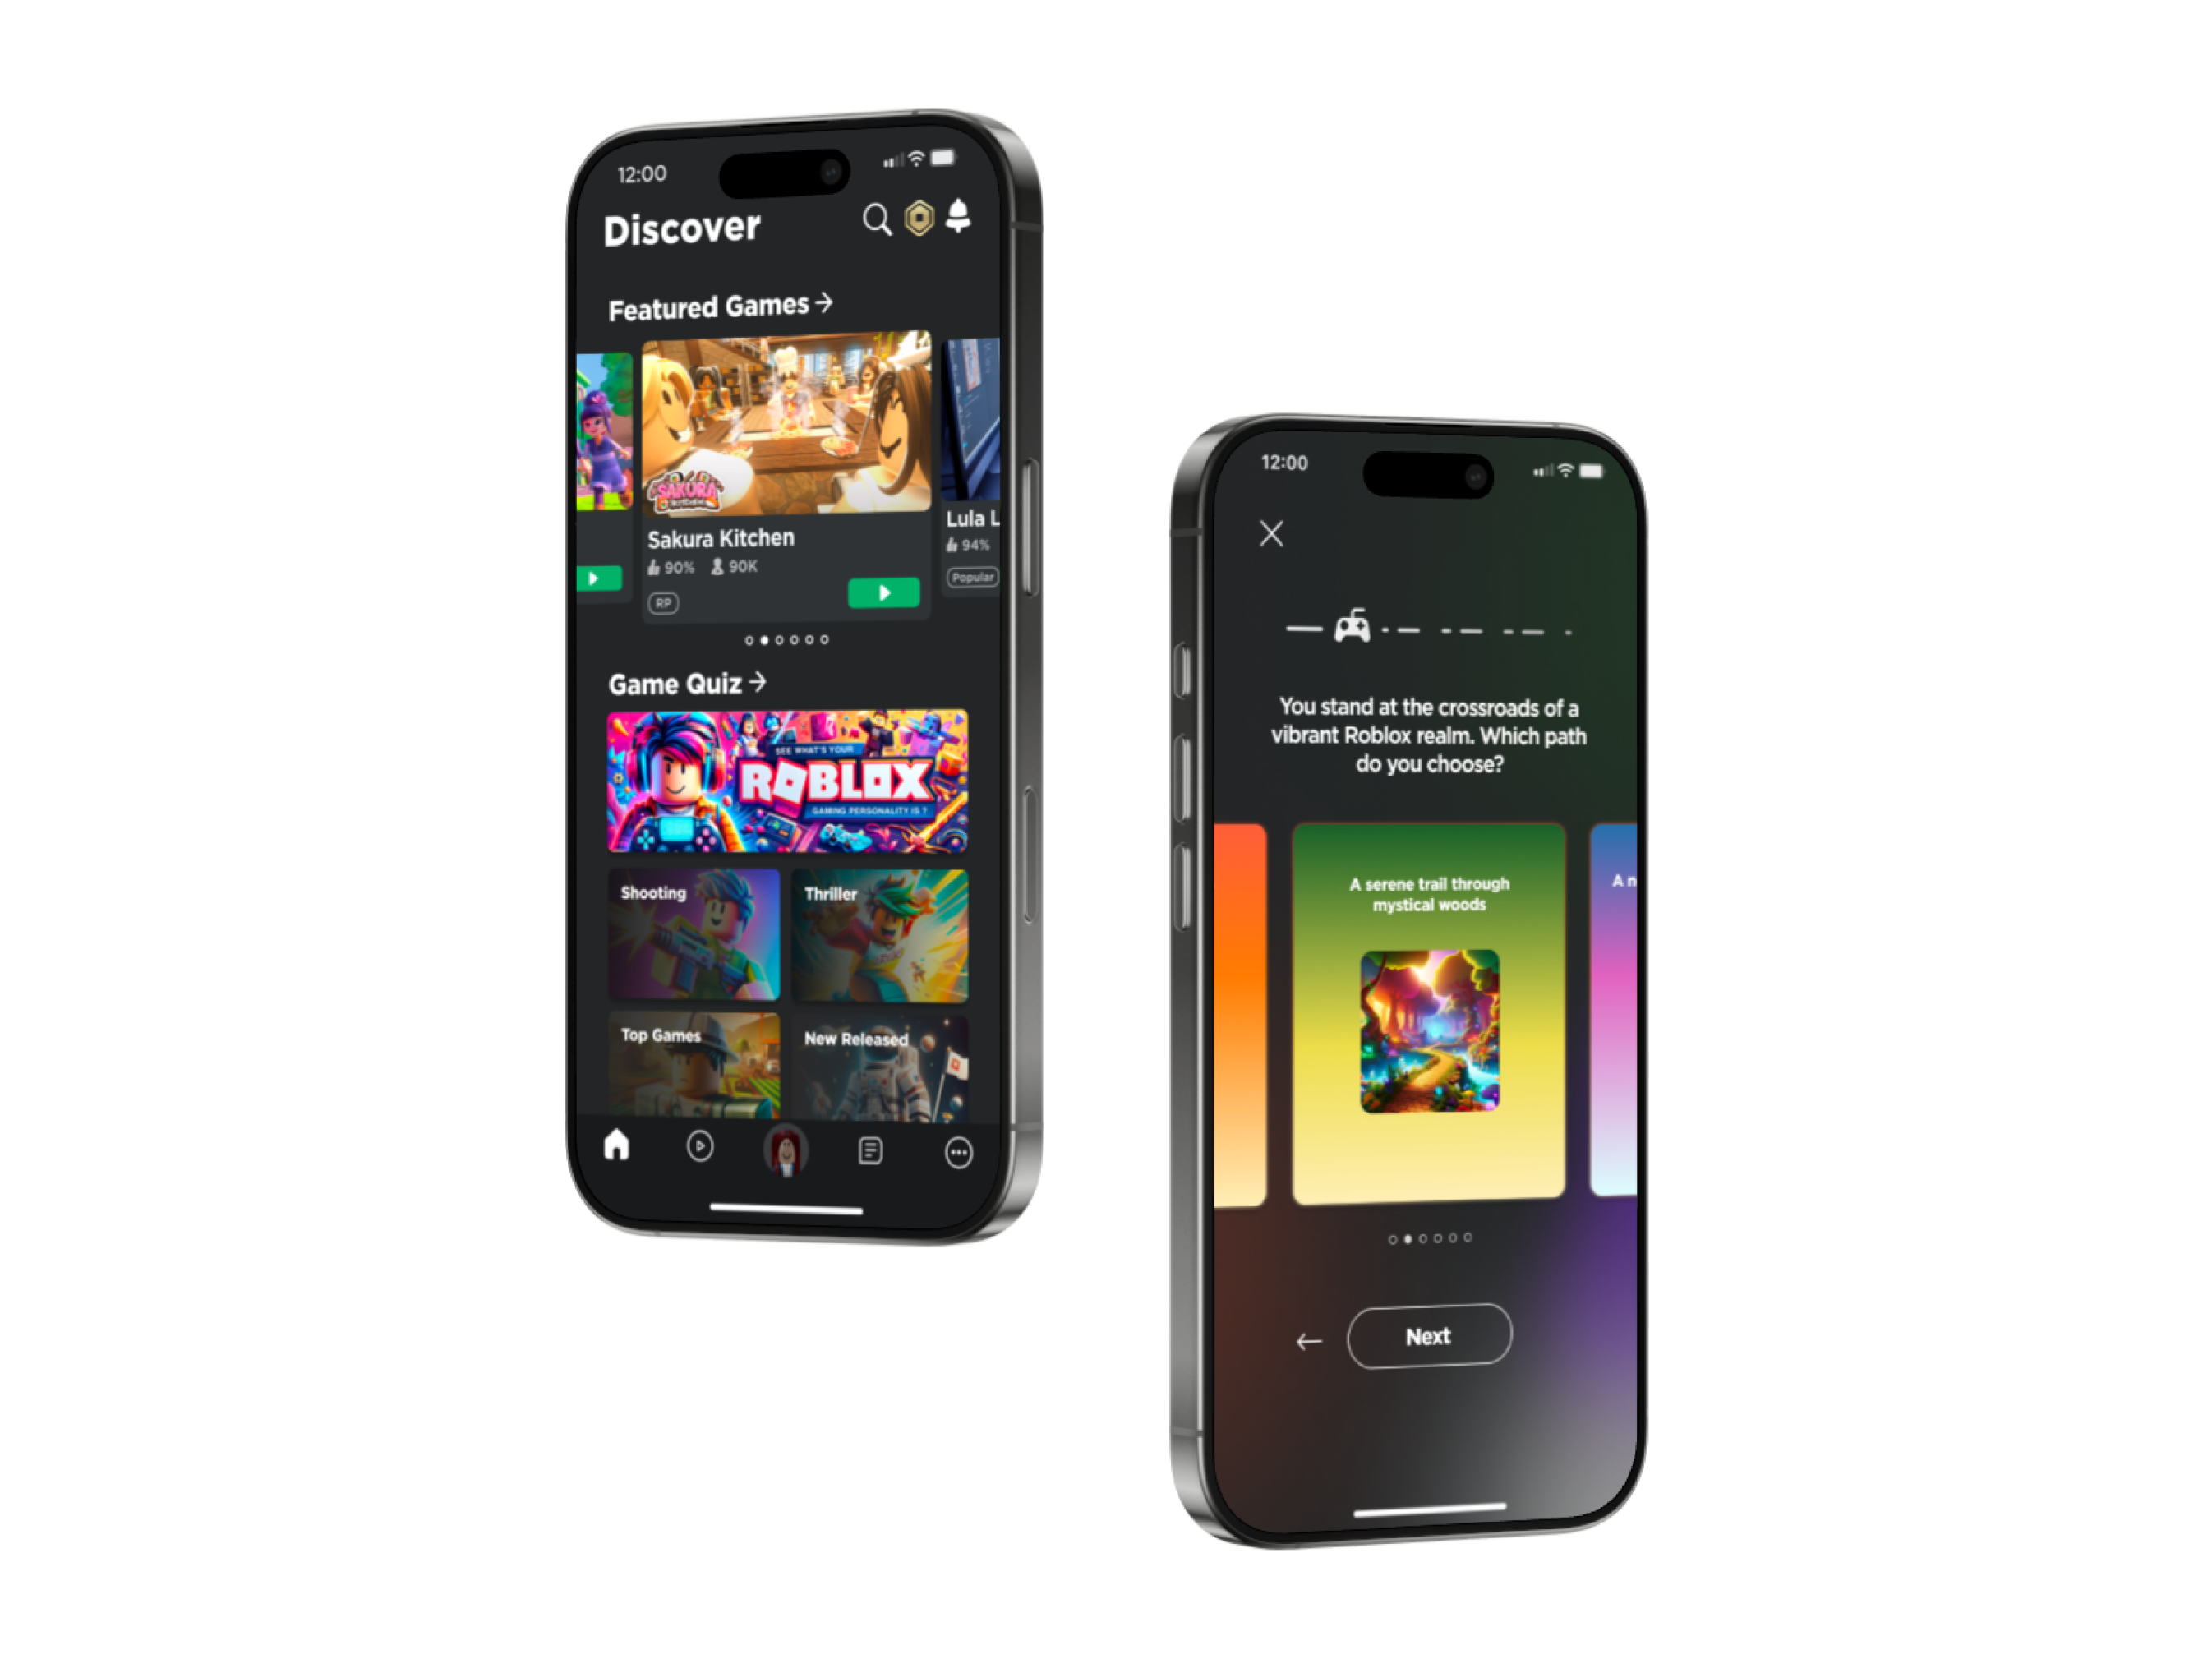 12:00
Discover
Featured Games
SAKURA
KITCHEN
Sakura Kitchen
90% 90K
RP
Lula L
94%
Popular
Game Quiz
SEE WHAT'S YOUR
ROBLOX
GAMING PERSONALITY IS ?
Shooting
Thriller
Top Games
New Released
12:00
You stand at the crossroads of a
vibrant Roblox realm. Which path
do you choose?
A serene trail through
mystical woods
A n
Next